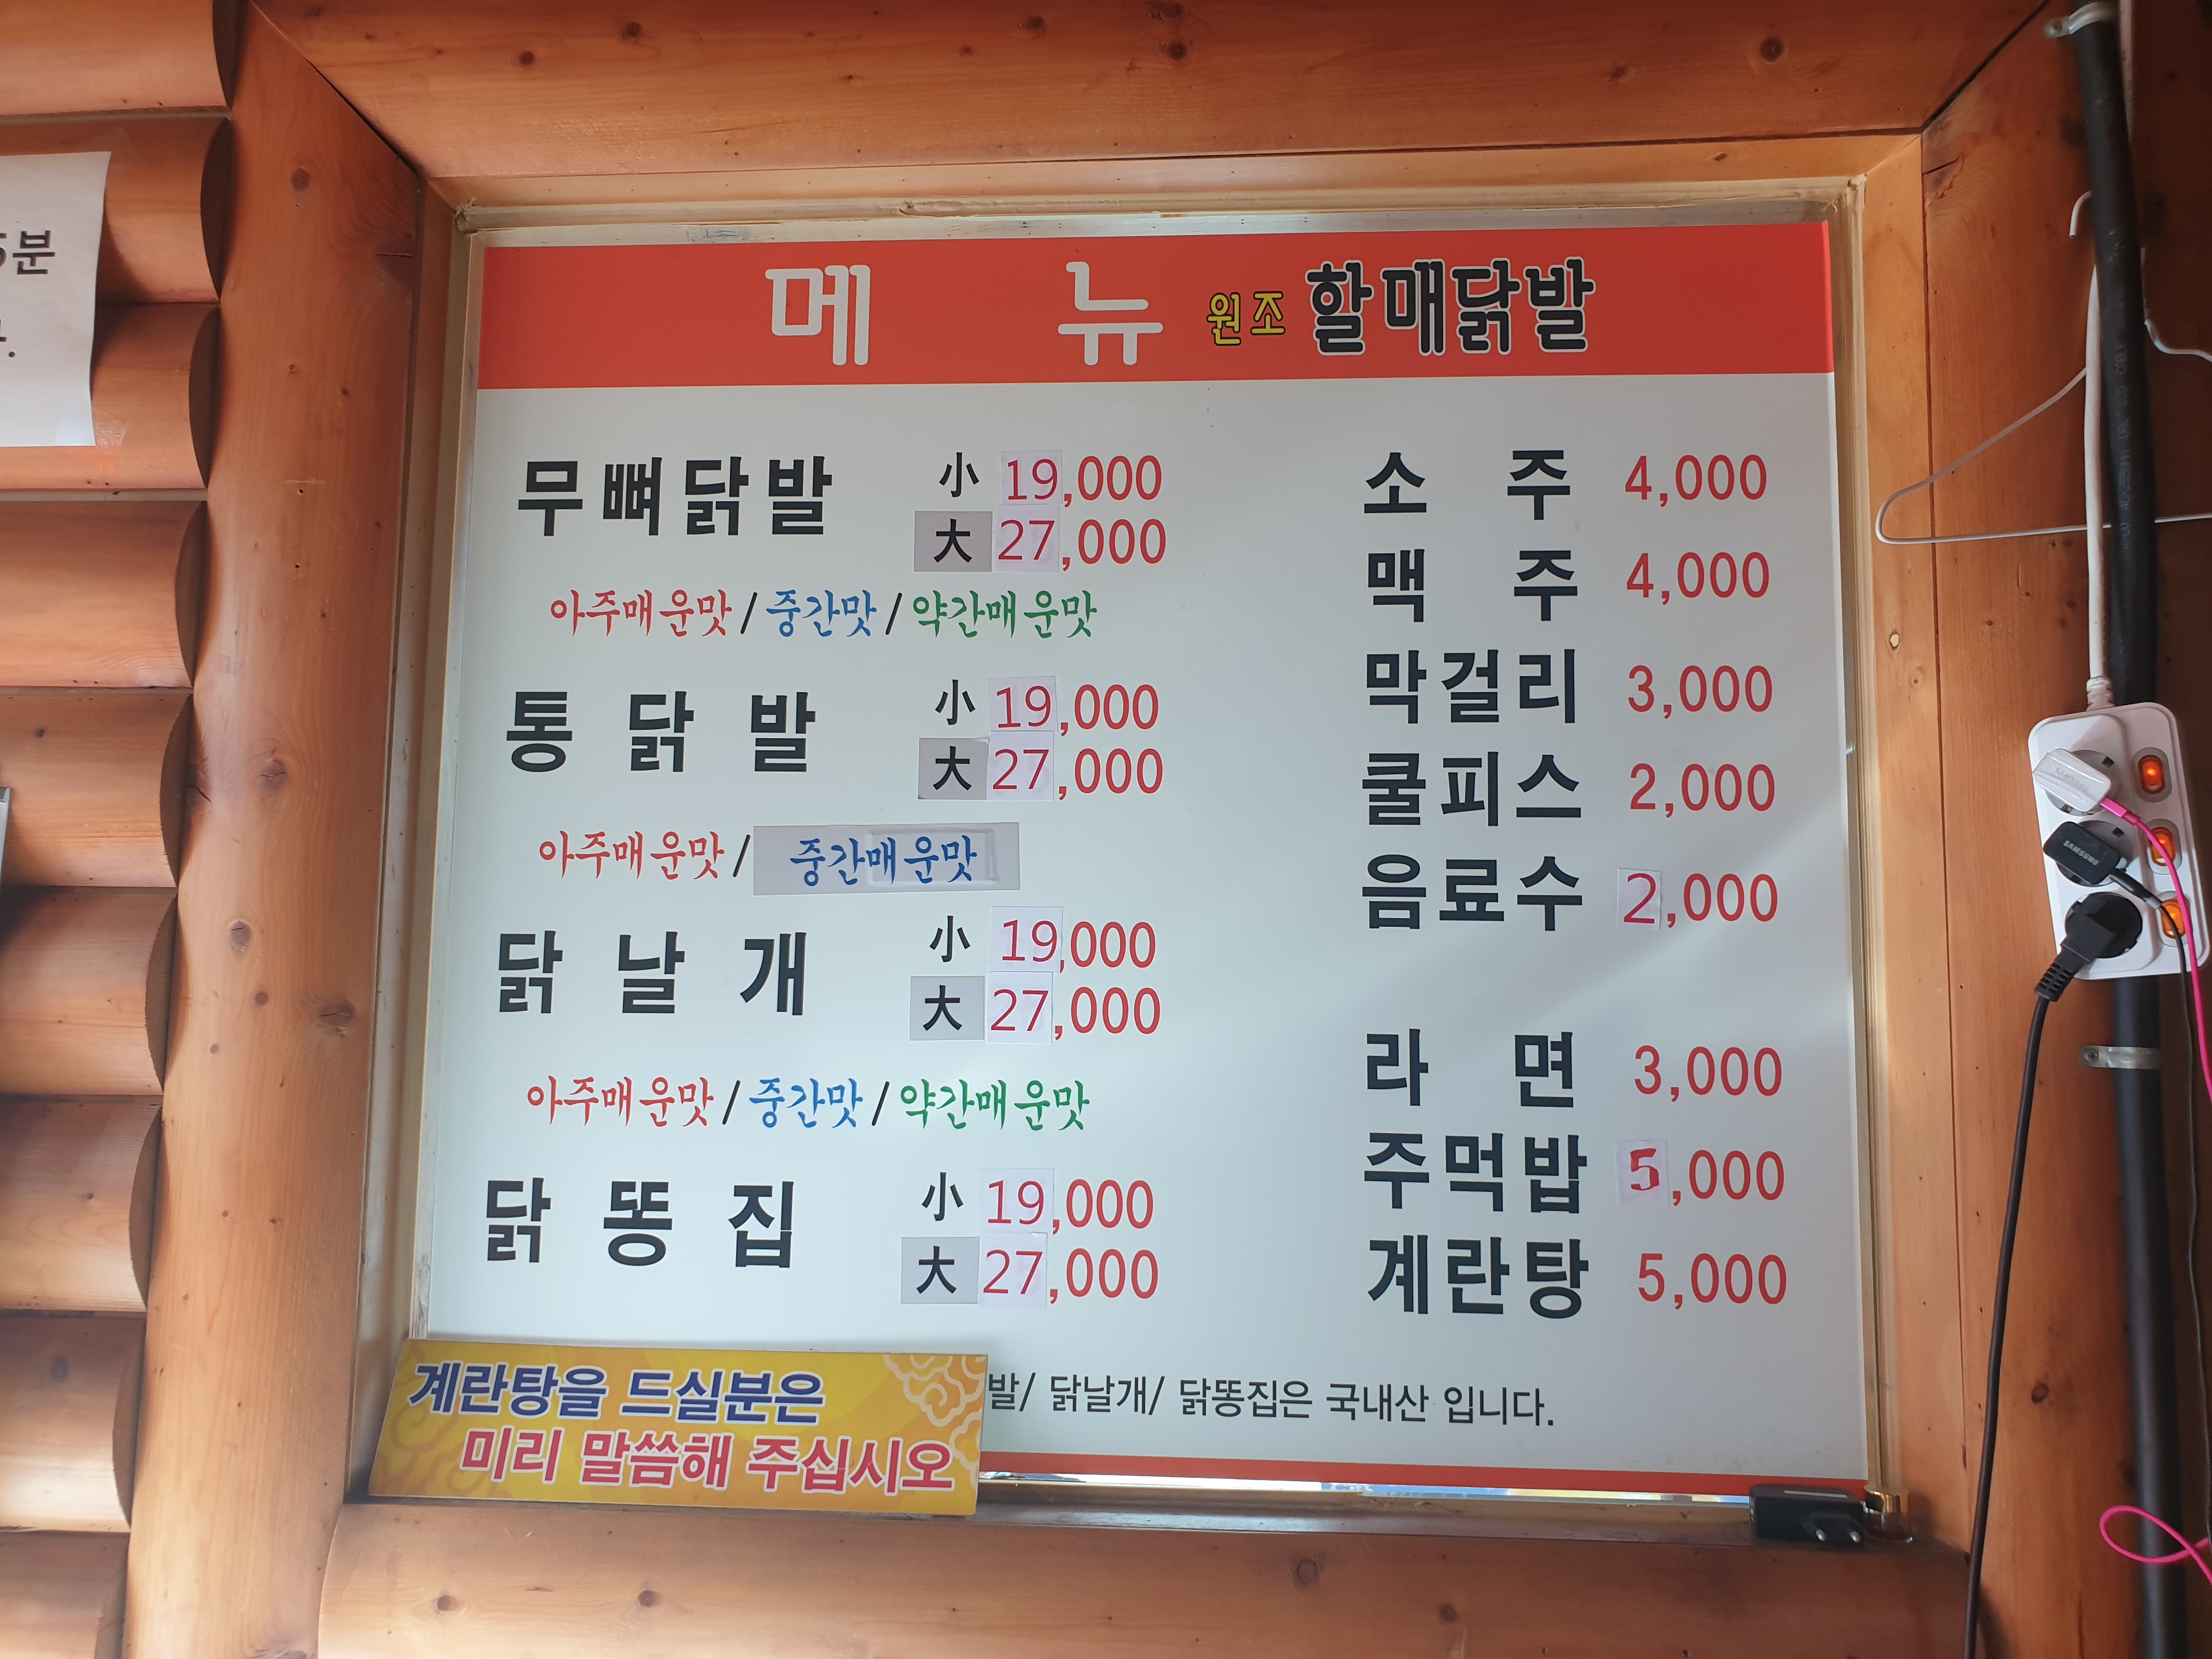 메 뉴 원조 할매닭발
무뼈닭발 小 19,000
大 27,000
아주매운맛 / 중간맛 / 약간매운맛
통닭발 小 19,000
大 27,000
아주매운맛 / 중간매운맛
닭날개 小 19,000
大 27,000
아주매운맛 / 중간맛 / 약간매운맛
닭똥집 小 19,000
大 27,000
소주 4,000
맥주 4,000
막걸리 3,000
쿨피스 2,000
음료수 2,000
라면 3,000
주먹밥 5,000
계란탕 5,000
발/ 닭날개/ 닭똥집은 국내산 입니다.
계란탕을 드실분은
미리 말씀해 주십시오
5분
SAMSUNG